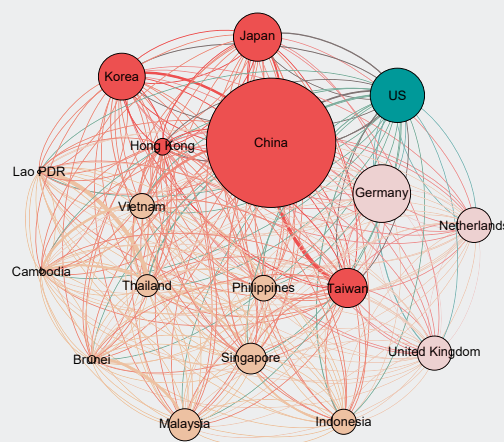 Japan
Korea
US
China
Hong Kong
Lao PDR
Germany
Vietnam
Netherlands
Cambodia
Thailand
Philippines
Taiwan
Brunei
Singapore
United Kingdom
Malaysia
Indonesia